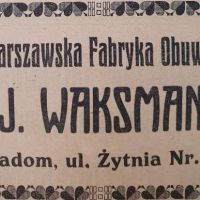 arszawska Fabryka Obuw
J. WAKSMAN
adom, ul. Żytnia Nr.